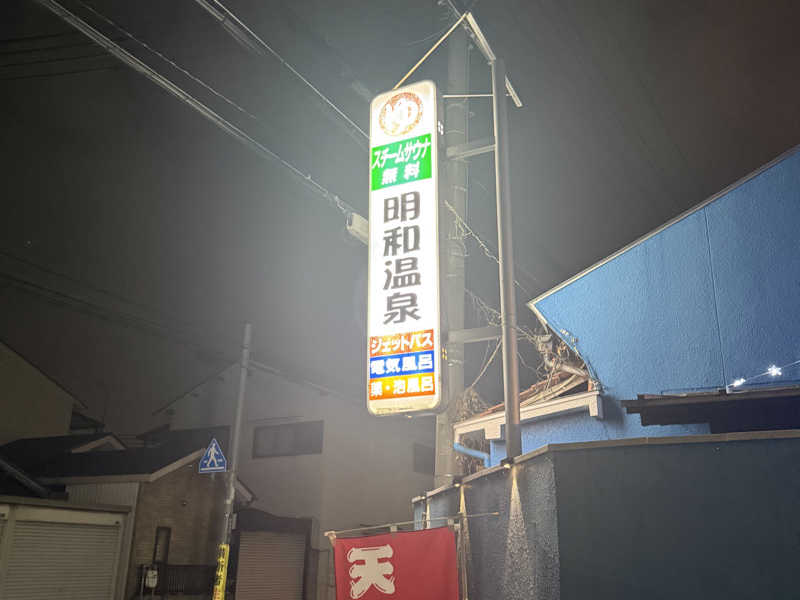 ゆ
スチームサウナ
無料
明和温泉
ジェットバス
電気風呂
薬・泡風呂
天